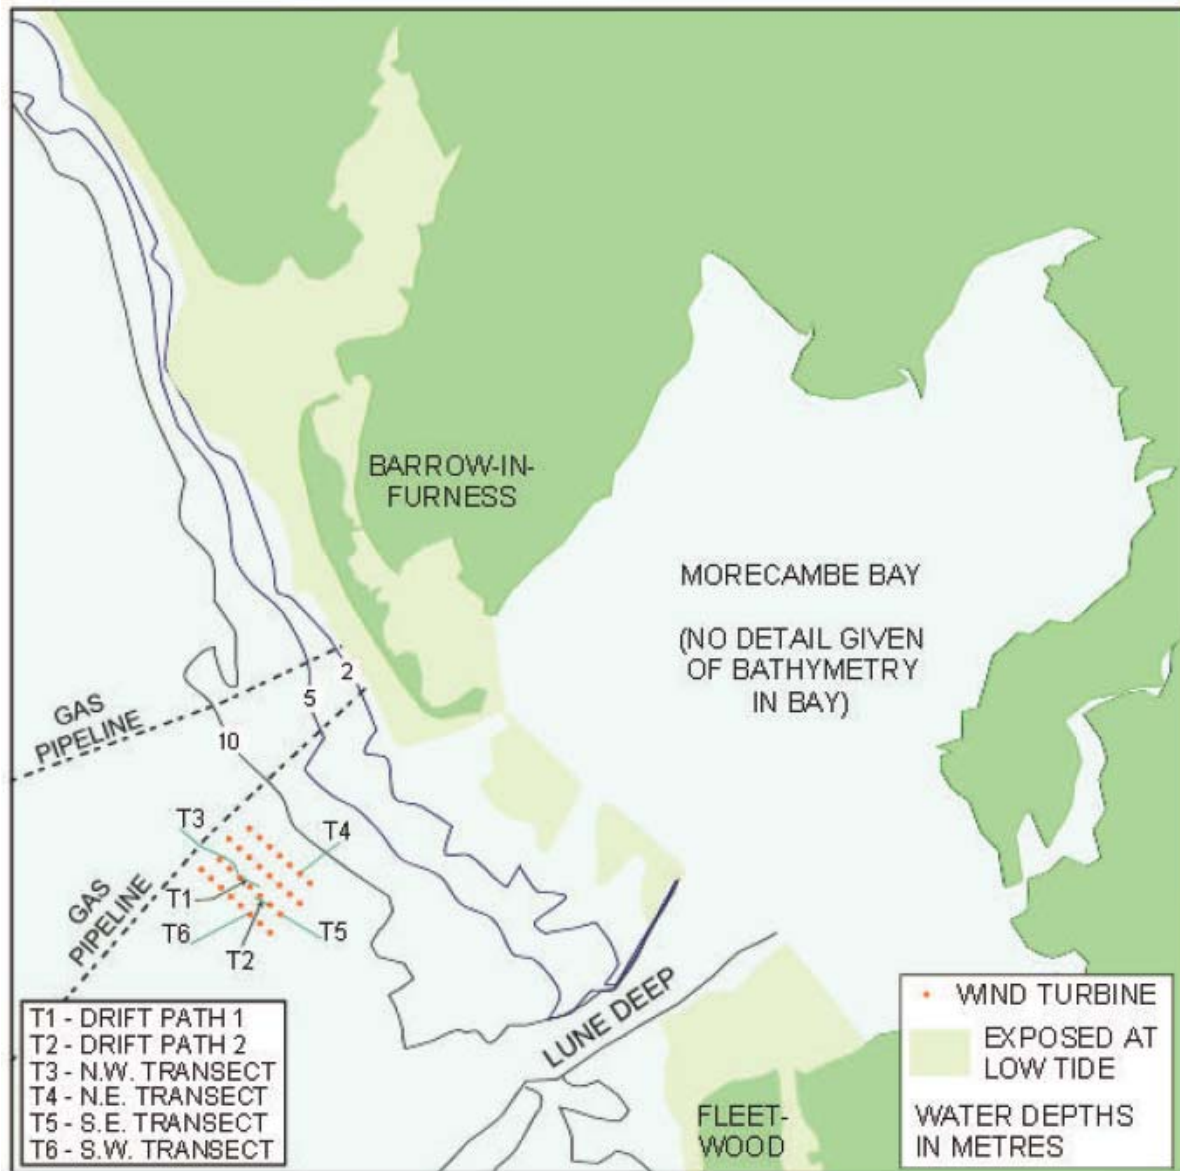 BARROW-IN-
FURNESS
MORECAMBE BAY
(NO DETAIL GIVEN
OF BATHYMETRY
IN BAY)
2
5
10
GAS
PIPELINE
GAS
PIPELINE
T3
T4
T1
T6
T2
T5
LUNE DEEP
FLEET-
WOOD
T1 - DRIFT PATH 1
T2 - DRIFT PATH 2
T3 - N.W. TRANSECT
T4 - N.E. TRANSECT
T5 - S.E. TRANSECT
T6 - S.W. TRANSECT
WIND TURBINE
EXPOSED AT
LOW TIDE
WATER DEPTHS
IN METRES